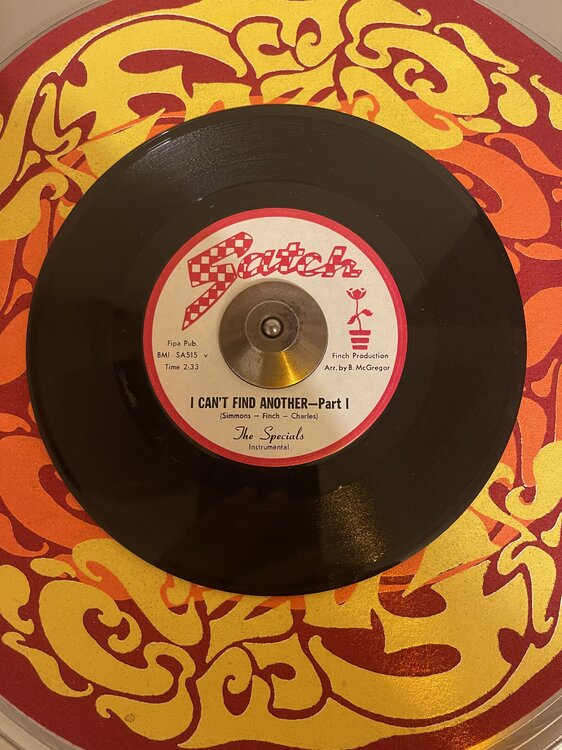 Satch
Fipa Pub.
BMI SA515 v
Time 2:33
Finch Production
Arr. by B. McGregor
I CAN'T FIND ANOTHER—Part I
(Simmons — Finch — Charles)
The Specials
Instrumental